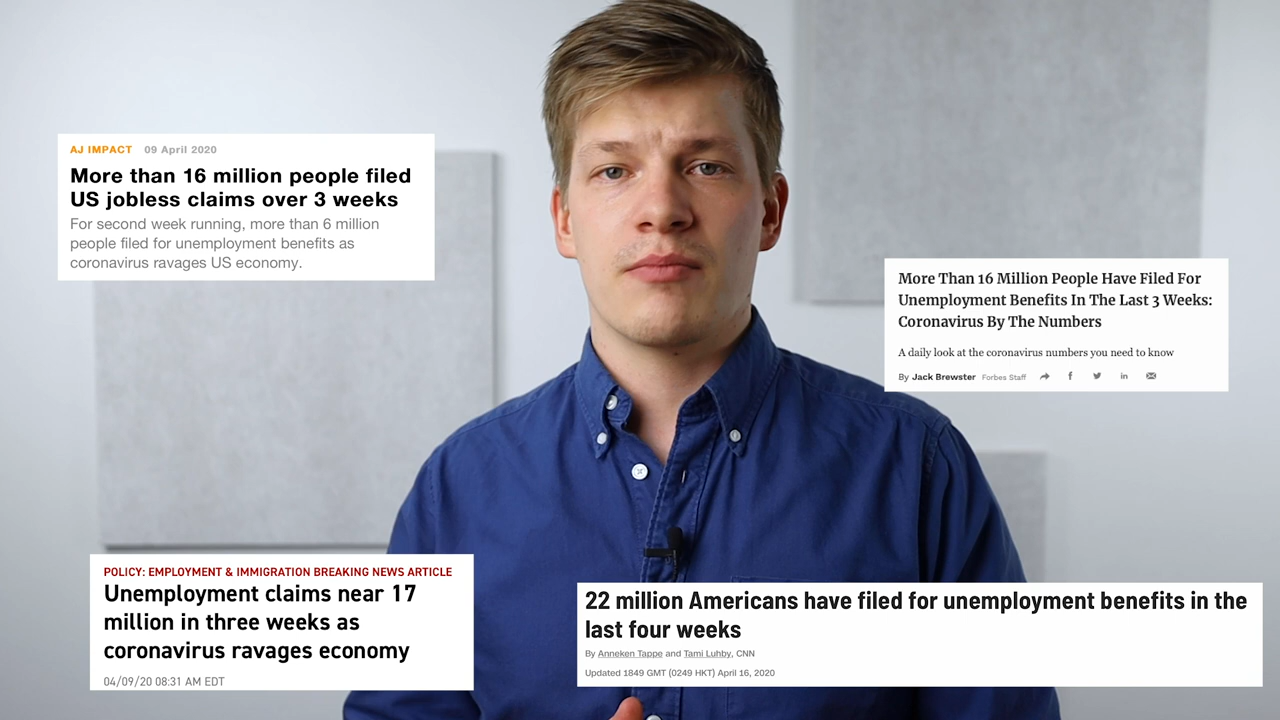 AJ IMPACT 09 April 2020
More than 16 million people filed
US jobless claims over 3 weeks
For second week running, more than 6 million
people filed for unemployment benefits as
coronavirus ravages US economy.
More Than 16 Million People Have Filed For
Unemployment Benefits In The Last 3 Weeks:
Coronavirus By The Numbers
A daily look at the coronavirus numbers you need to know
By Jack Brewster Forbes Staff
POLICY: EMPLOYMENT & IMMIGRATION BREAKING NEWS ARTICLE
Unemployment claims near 17
million in three weeks as
coronavirus ravages economy
04/09/20 08:31 AM EDT
22 million Americans have filed for unemployment benefits in the
last four weeks
By Anneken Tappe and Tami Luhby, CNN
Updated 1849 GMT (0249 HKT) April 16, 2020